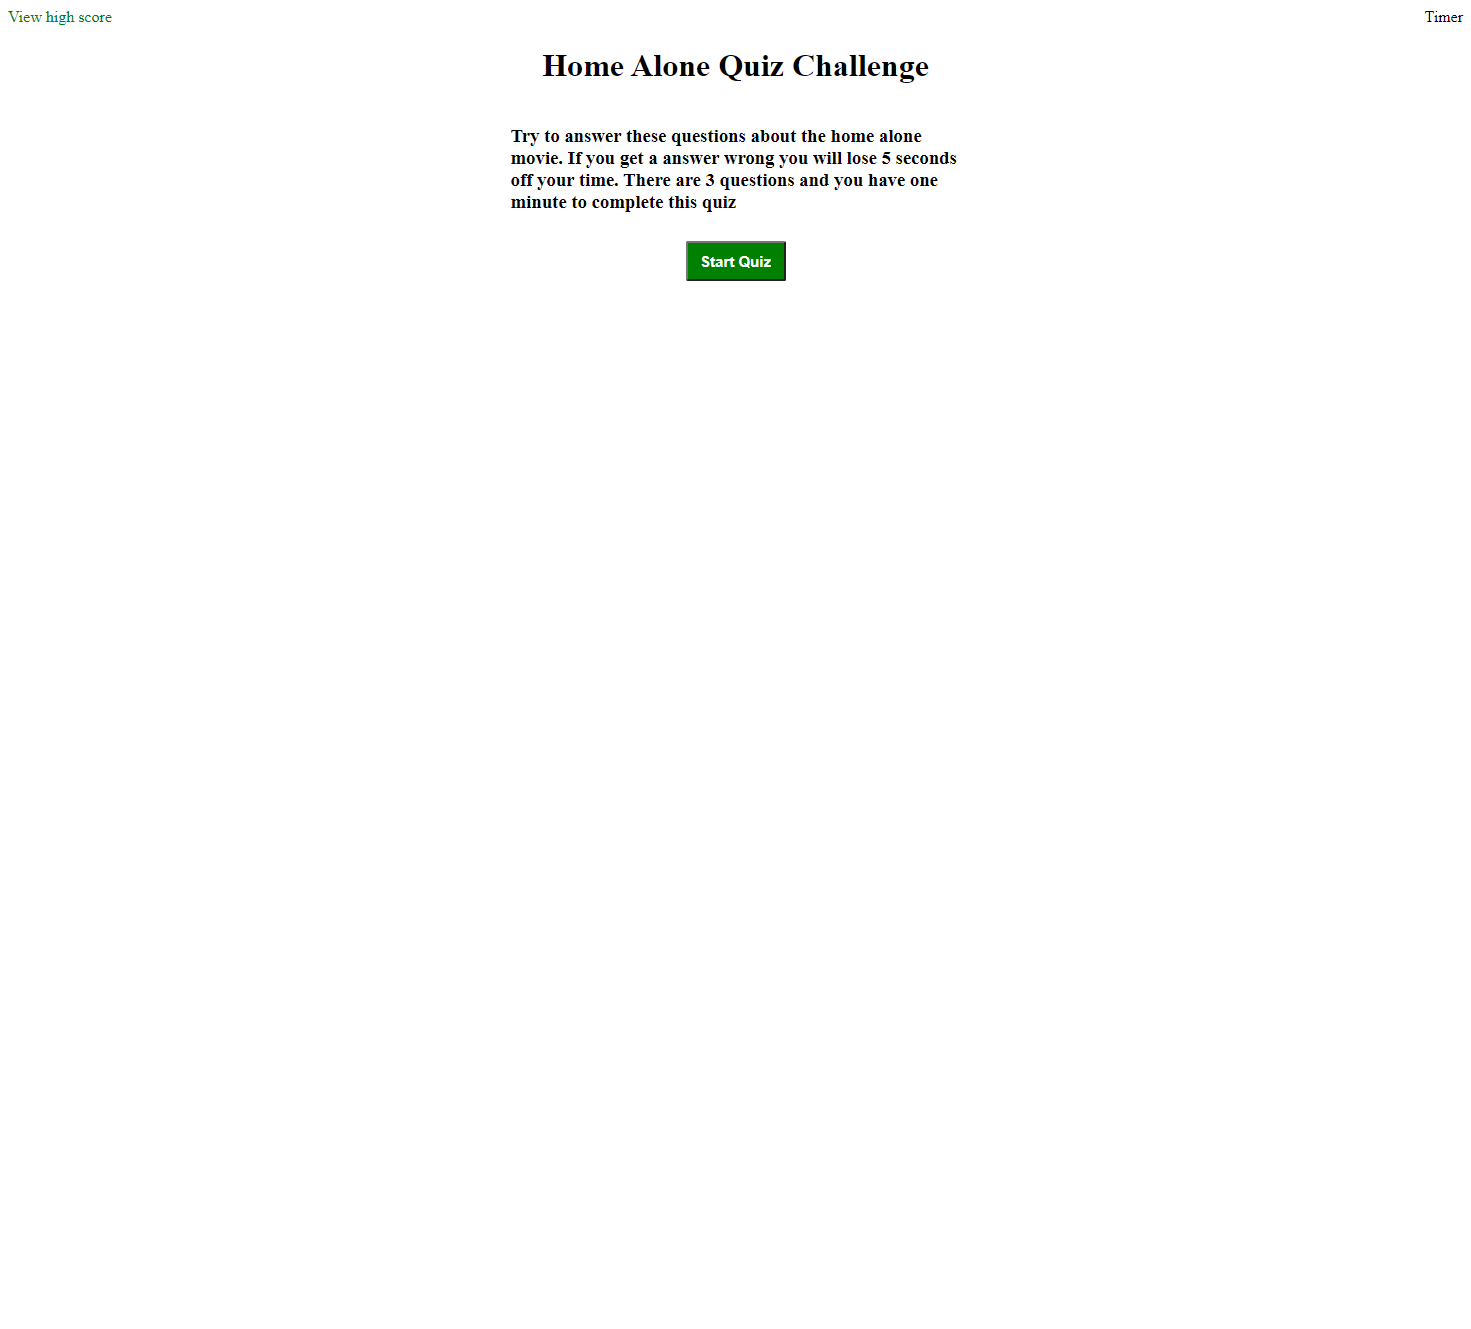 View high score
Timer
Home Alone Quiz Challenge
Try to answer these questions about the home alone
movie. If you get a answer wrong you will lose 5 seconds
off your time. There are 3 questions and you have one
minute to complete this quiz
Start Quiz